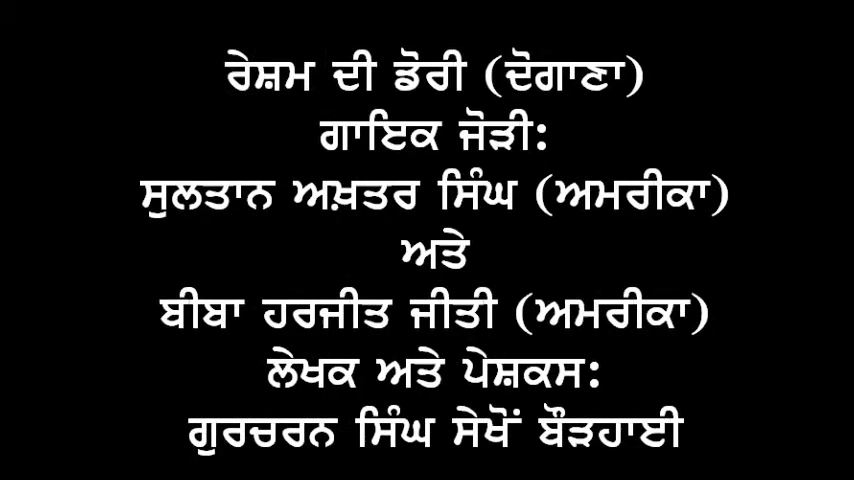 ਰੇਸ਼ਮ ਦੀ ਡੋਰੀ (ਦੋਗਾਣਾ)
ਗਾਇਕ ਜੋੜੀ:
ਸੁਲਤਾਨ ਅਖ਼ਤਰ ਸਿੰਘ (ਅਮਰੀਕਾ)
ਅਤੇ
ਬੀਬਾ ਹਰਜੀਤ ਜੀਤੀ (ਅਮਰੀਕਾ)
ਲੇਖਕ ਅਤੇ ਪੇਸ਼ਕਸ:
ਗੁਰਚਰਨ ਸਿੰਘ ਸੇਖੋਂ ਬੌੜਹਾਈ